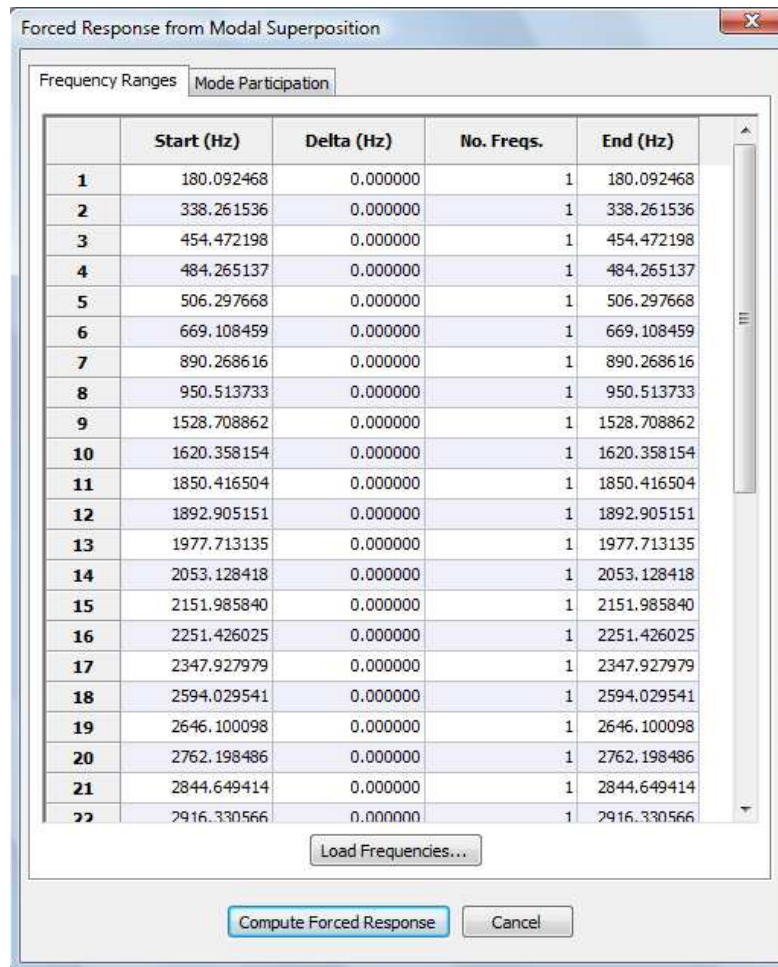 Forced Response from Modal Superposition
Frequency Ranges Mode Participation
Start (Hz) Delta (Hz) No. Freqs. End (Hz)
1 180.092468 0.000000 1 180.092468
2 338.261536 0.000000 1 338.261536
3 454.472198 0.000000 1 454.472198
4 484.265137 0.000000 1 484.265137
5 506.297668 0.000000 1 506.297668
6 669.108459 0.000000 1 669.108459
7 890.268616 0.000000 1 890.268616
8 950.513733 0.000000 1 950.513733
9 1528.708862 0.000000 1 1528.708862
10 1620.358154 0.000000 1 1620.358154
11 1850.416504 0.000000 1 1850.416504
12 1892.905151 0.000000 1 1892.905151
13 1977.713135 0.000000 1 1977.713135
14 2053.128418 0.000000 1 2053.128418
15 2151.985840 0.000000 1 2151.985840
16 2251.426025 0.000000 1 2251.426025
17 2347.927979 0.000000 1 2347.927979
18 2594.029541 0.000000 1 2594.029541
19 2646.100098 0.000000 1 2646.100098
20 2762.198486 0.000000 1 2762.198486
21 2844.649414 0.000000 1 2844.649414
22 2916.330566 0.000000 1 2916.330566
Load Frequencies...
Compute Forced Response Cancel